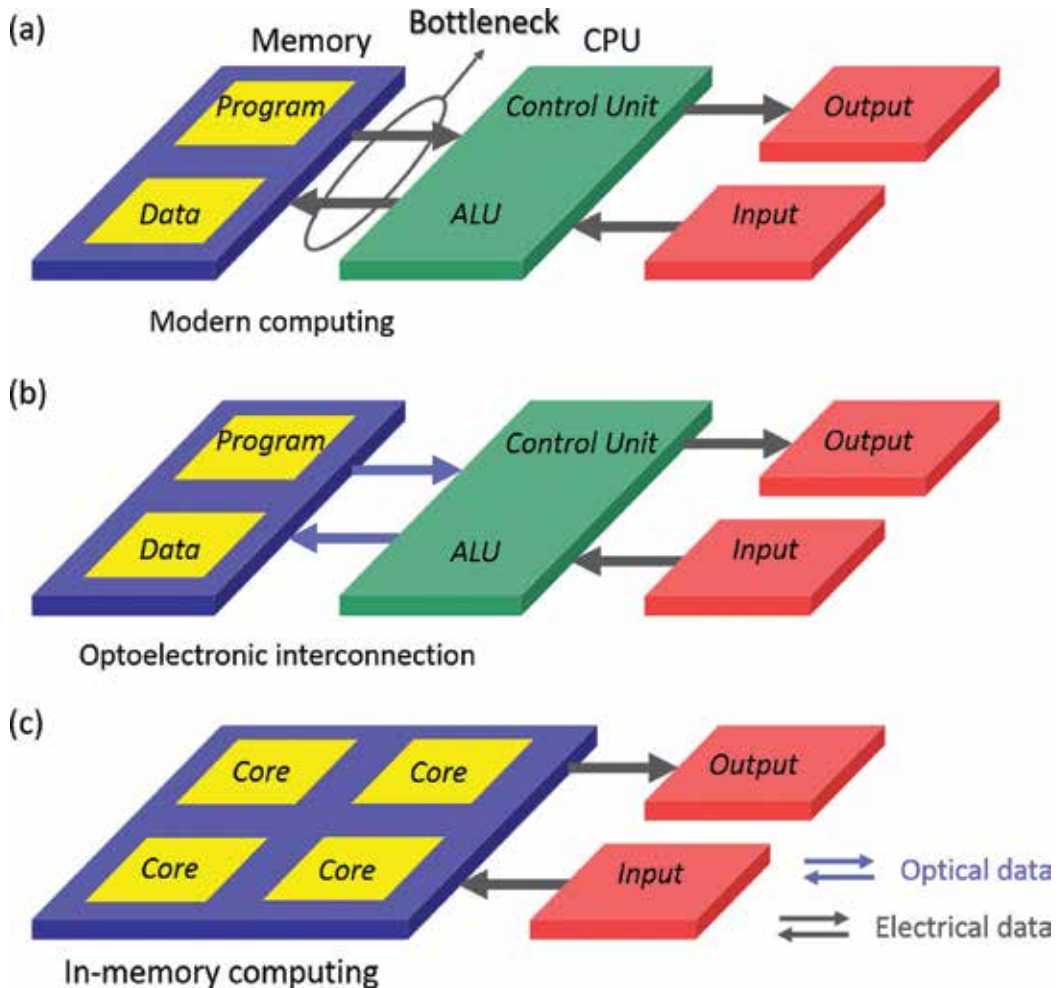 (a)
Memory
Bottleneck
CPU
Program
Control Unit
Output
Data
ALU
Input
Modern computing
(b)
Program
Control Unit
Output
Data
ALU
Input
Optoelectronic interconnection
(c)
Core
Core
Output
Core
Core
Input
Optical data
Electrical data
In-memory computing